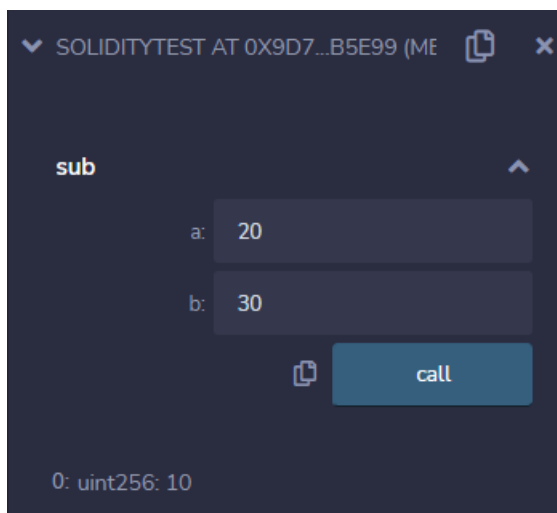 SOLIDITYTEST AT 0X9D7...B5E99 (ME
sub
a: 20
b: 30
call
0: uint256: 10